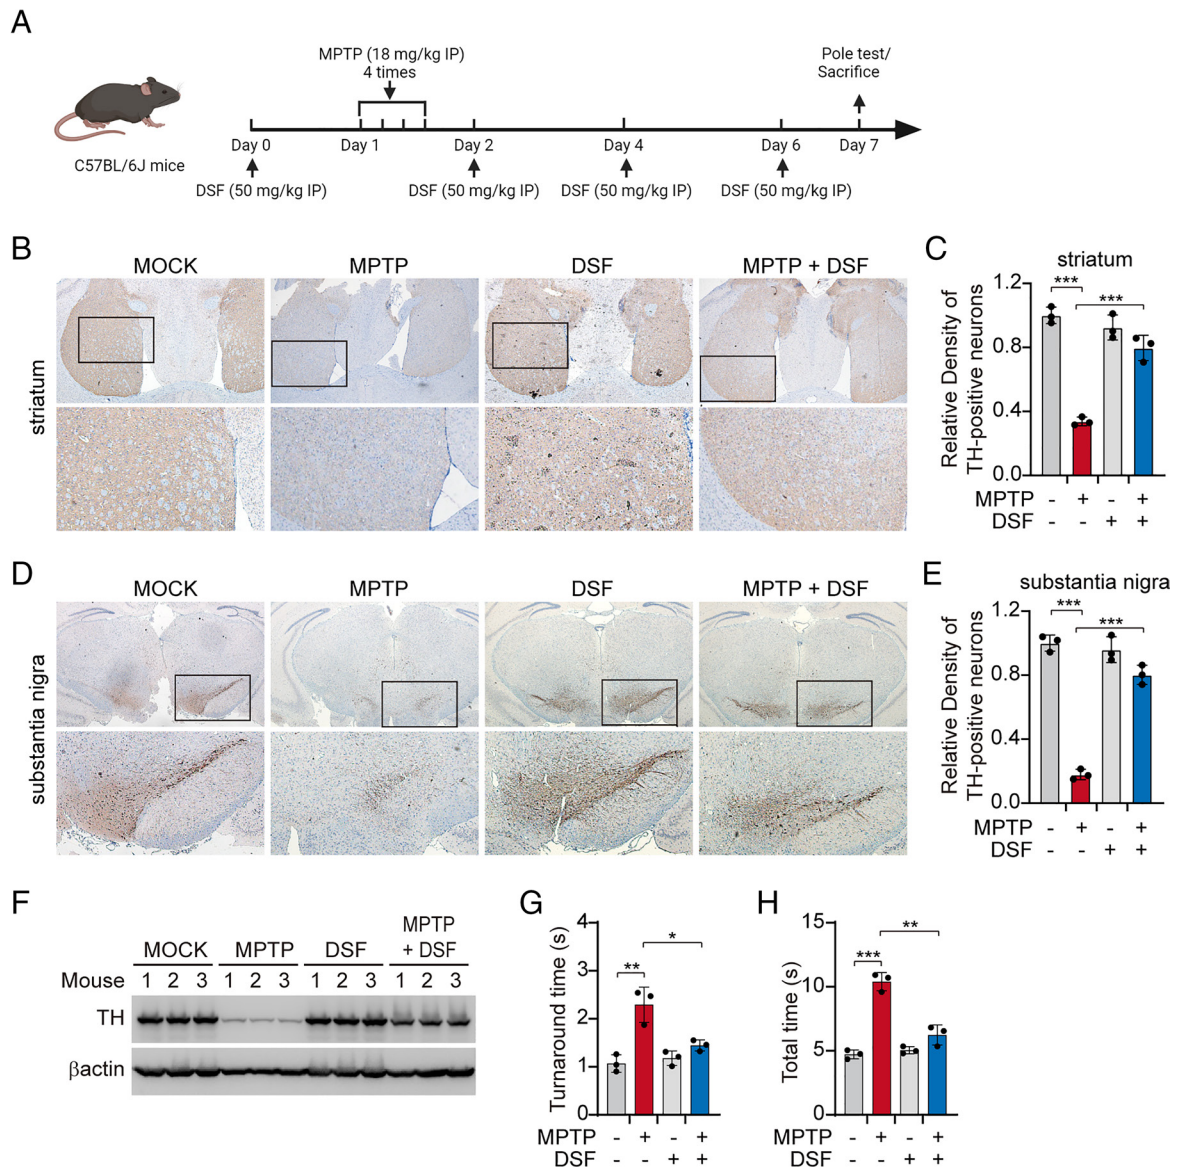 A
MPTP (18 mg/kg IP)
4 times
Pole test/
Sacrifice
C57BL/6J mice
Day 0 Day 1 Day 2 Day 4 Day 6 Day 7
DSF (50 mg/kg IP) DSF (50 mg/kg IP) DSF (50 mg/kg IP) DSF (50 mg/kg IP)
B
MOCK MPTP DSF MPTP + DSF
striatum
C
striatum
Relative Density of
TH-positive neurons
1.2
0.8
0.4
0.0
***
***
MPTP - + - +
DSF - - + +
D
MOCK MPTP DSF MPTP + DSF
substantia nigra
E
substantia nigra
Relative Density of
TH-positive neurons
1.2
0.8
0.4
0.0
***
***
MPTP - + - +
DSF - - + +
F
MOCK MPTP DSF MPTP
+ DSF
Mouse 1 2 3 1 2 3 1 2 3 1 2 3
TH
βactin
G
Turnaround time (s)
4
3
2
1
0
**
*
MPTP - + - +
DSF - - + +
H
Total time (s)
15
10
5
0
***
**
MPTP - + - +
DSF - - + +